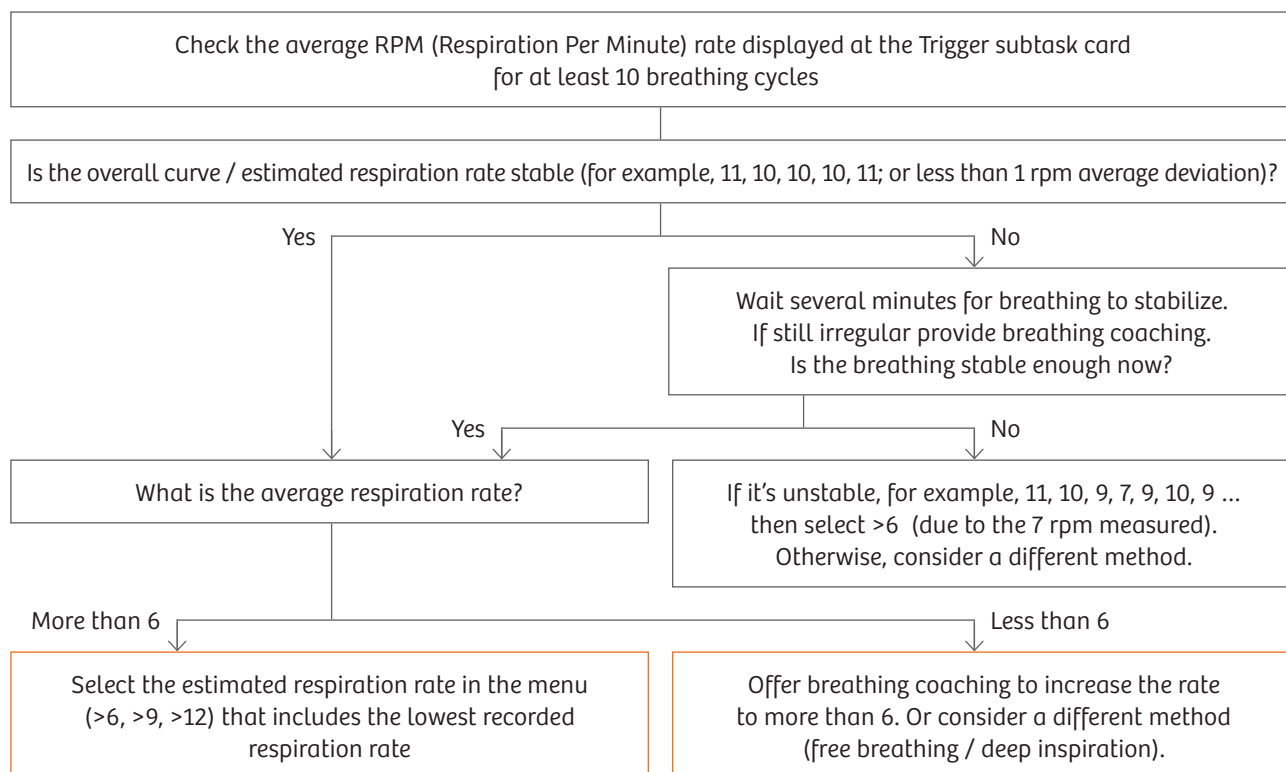 Check the average RPM (Respiration Per Minute) rate displayed at the Trigger subtask card
for at least 10 breathing cycles
Is the overall curve / estimated respiration rate stable (for example, 11, 10, 10, 10, 11; or less than 1 rpm average deviation)?
Yes
No
Wait several minutes for breathing to stabilize.
If still irregular provide breathing coaching.
Is the breathing stable enough now?
Yes
No
What is the average respiration rate?
If it's unstable, for example, 11, 10, 9, 7, 9, 10, 9 ...
then select >6 (due to the 7 rpm measured).
Otherwise, consider a different method.
More than 6
Less than 6
Select the estimated respiration rate in the menu
(>6, >9, >12) that includes the lowest recorded
respiration rate
Offer breathing coaching to increase the rate
to more than 6. Or consider a different method
(free breathing / deep inspiration).